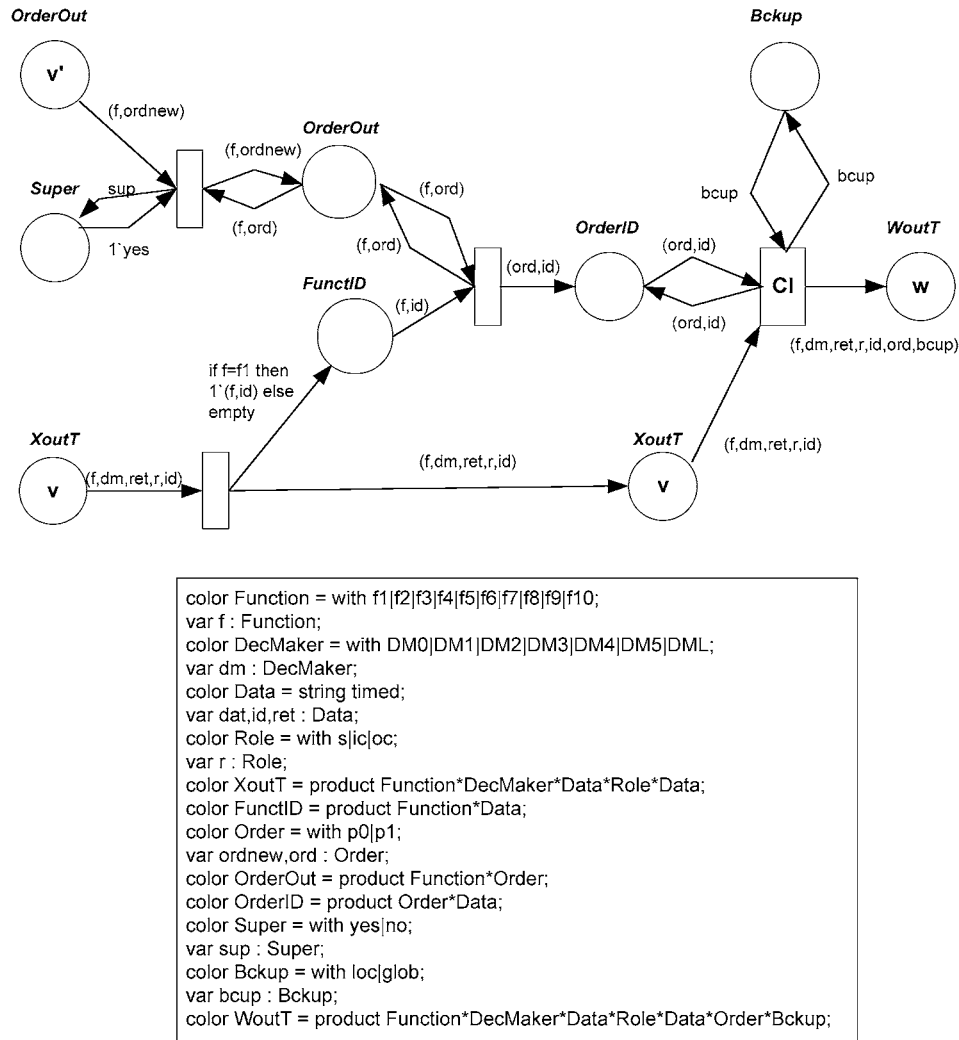 OrderOut
Bckup
v'
(f,ordnew)
OrderOut
(f,ordnew)
Super
sup
(f,ord)
(f,ord)
bcup
bcup
1`yes
(f,ord)
OrderID
(ord,id)
WoutT
FunctID
(ord,id)
(f,id)
CI
w
(ord,id)
(f,dm,ret,r,id,ord,bcup)
if f=f1 then
1`(f,id) else
empty
XoutT
XoutT
(f,dm,ret,r,id)
(f,dm,ret,r,id)
(f,dm,ret,r,id)
v
v
color Function = with f1|f2|f3|f4|f5|f6|f7|f8|f9|f10;
var f : Function;
color DecMaker = with DM0|DM1|DM2|DM3|DM4|DM5|DML;
var dm : DecMaker;
color Data = string timed;
var dat,id,ret : Data;
color Role = with s|ic|oc;
var r : Role;
color XoutT = product Function*DecMaker*Data*Role*Data;
color FunctID = product Function*Data;
color Order = with p0|p1;
var ordnew,ord : Order;
color OrderOut = product Function*Order;
color OrderID = product Order*Data;
color Super = with yes|no;
var sup : Super;
color Bckup = with loc|glob;
var bcup : Bckup;
color WoutT = product Function*DecMaker*Data*Role*Data*Order*Bckup;